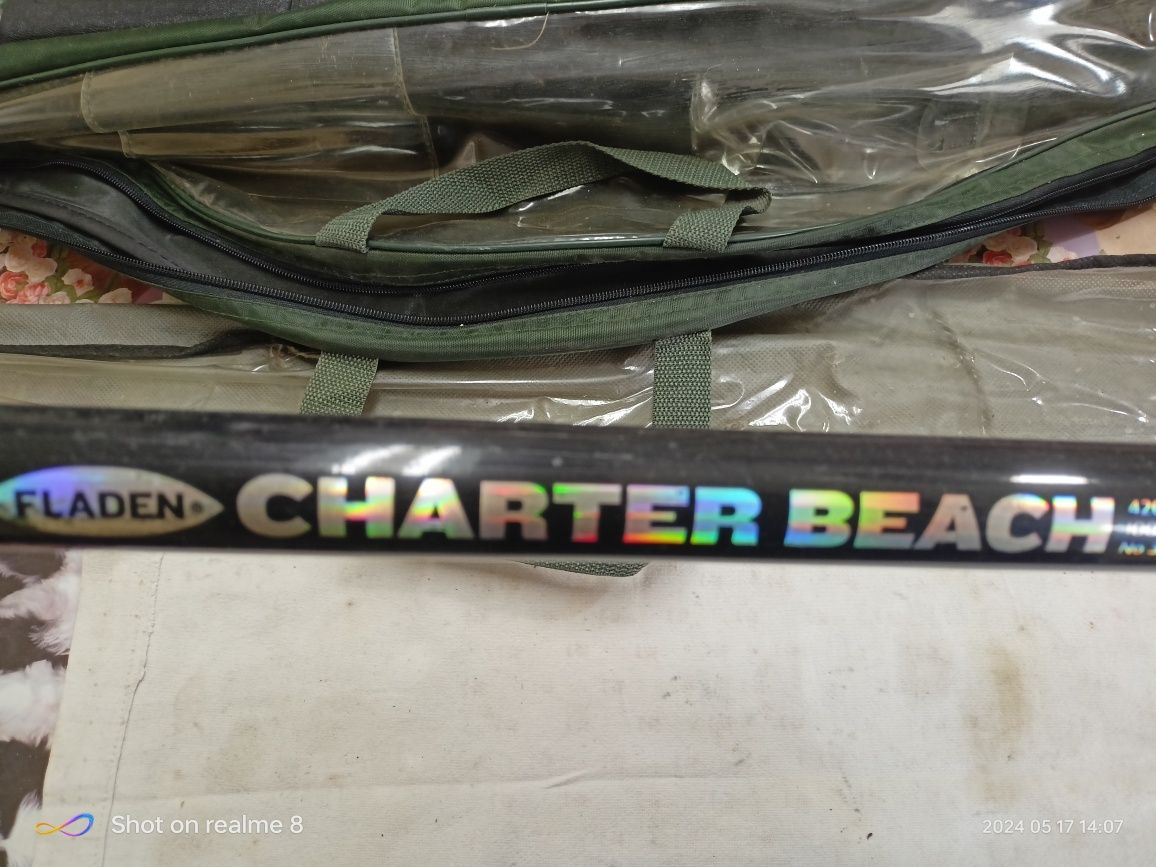 FLADEN®
CHARTER BEACH
Shot on realme 8
2024 05 17 14:07